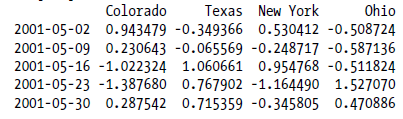 Colorado Texas New York Ohio
2001-05-02 0.943479 -0.349366 0.530412 -0.508724
2001-05-09 0.230643 -0.065569 -0.248717 -0.587136
2001-05-16 -1.022324 1.060661 0.954768 -0.511824
2001-05-23 -1.387680 0.767902 -1.164490 1.527070
2001-05-30 0.287542 0.715359 -0.345805 0.470886